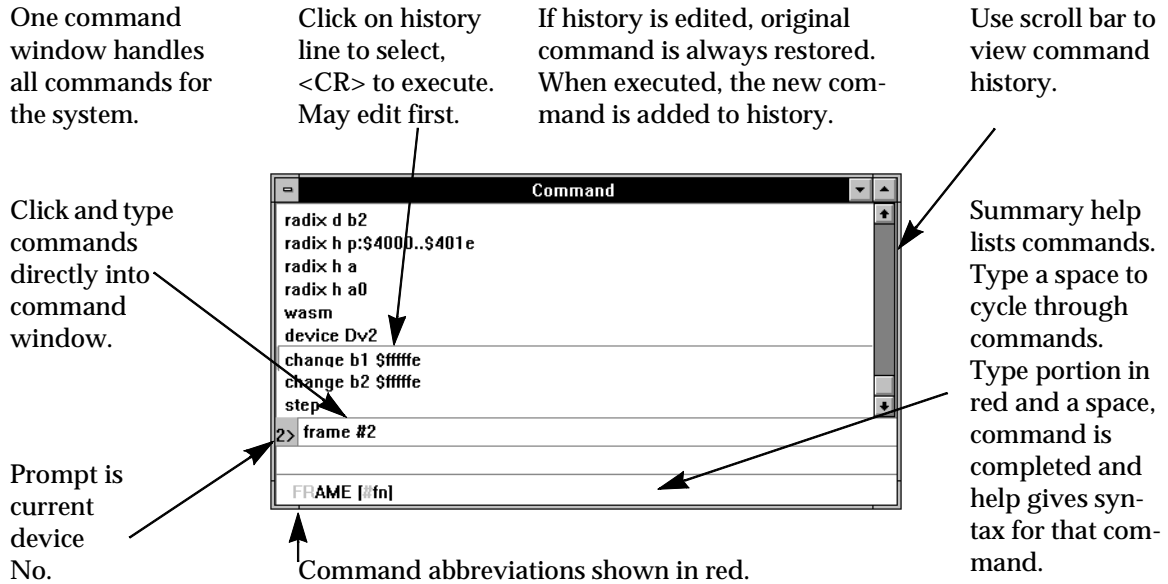 One command
window handles
all commands for
the system.
Click on history
line to select,
<CR> to execute.
May edit first.
If history is edited, original
command is always restored.
When executed, the new com-
mand is added to history.
Use scroll bar to
view command
history.
Click and type
commands
directly into
command
window.
Command
radix d b2
radix h p:$4000..$401e
radix h a
radix h a0
wasm
device Dv2
change b1 $fffffe
change b2 $fffffe
step
2> frame #2
FRAME [#fn]
Summary help
lists commands.
Type a space to
cycle through
commands.
Type portion in
red and a space,
command is
completed and
help gives syn-
tax for that com-
mand.
Prompt is
current
device
No.
Command abbreviations shown in red.